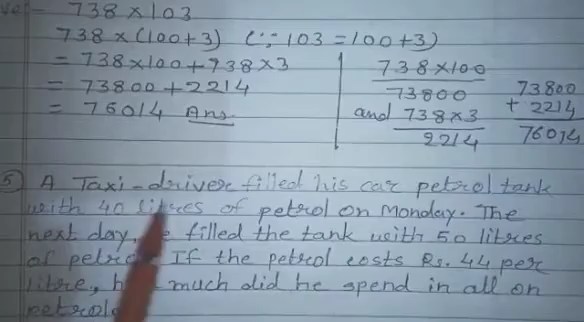 738 × 103
738 × (100+3) (∵ 103 = 100+3)
= 738×100+738×3
= 73800+2214
= 76014 Ans.
738×100
73800
and 738×3
2214
73800
+ 2214
76014
5 A Taxi-driver filled his car petrol tank
with 40 litres of petrol on Monday. The
next day, filled the tank with 50 litres
of If the petrol costs Rs. 44 per
litre, much did he spend in all on
petrol